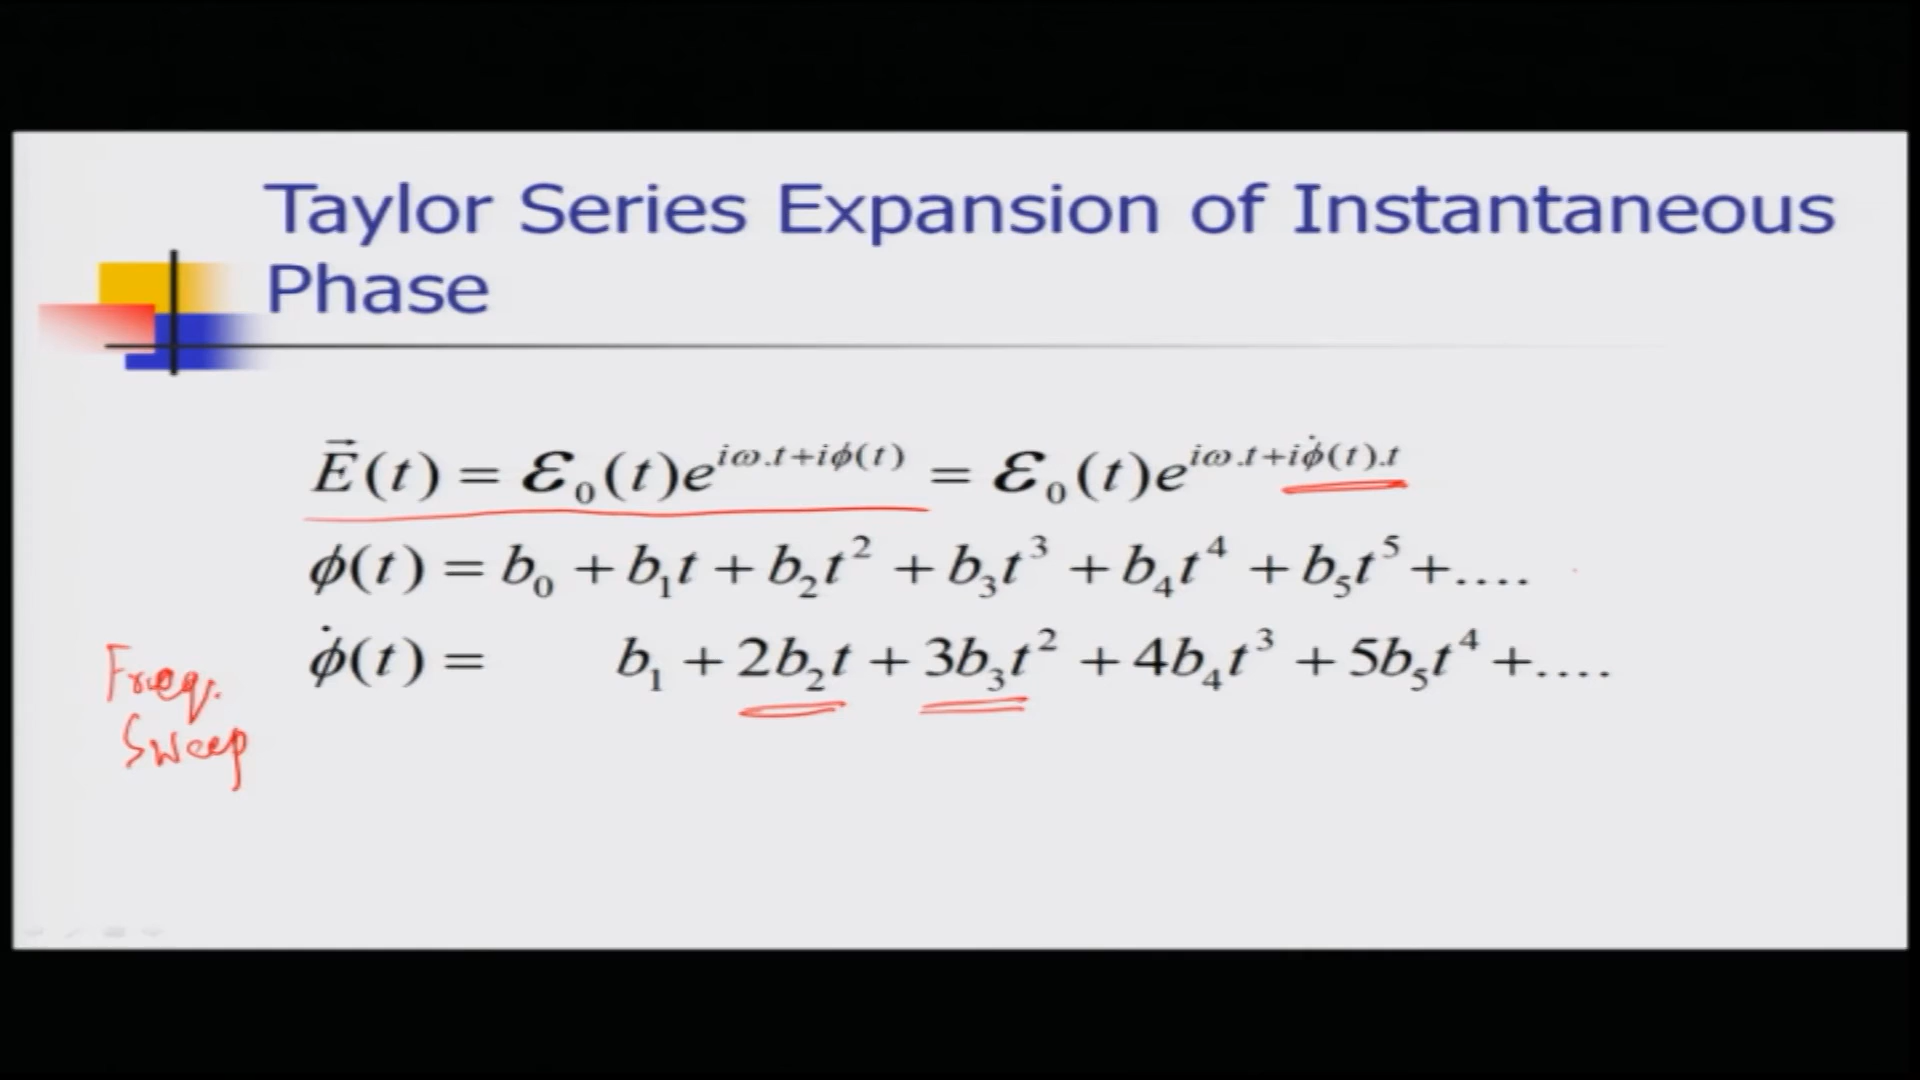 Taylor Series Expansion of Instantaneous
Phase
E⃗(t) = ℰ₀(t)e^{iω.t+iϕ(t)} = ℰ₀(t)e^{iω.t+iϕ̇(t).t}
ϕ(t) = b₀ + b₁t + b₂t² + b₃t³ + b₄t⁴ + b₅t⁵ +....
ϕ̇(t) = b₁ + 2b₂t + 3b₃t² + 4b₄t³ + 5b₅t⁴ +....
Freq.
Sweep